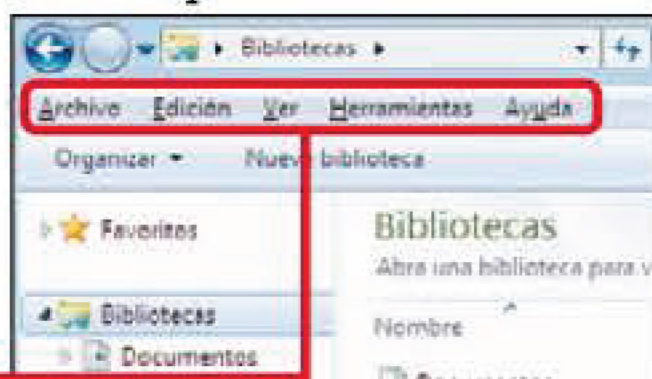 Bibliotecas
Archivo Edición Ver Herramientas Ayuda
Organizar Nueva biblioteca
Favoritos
Bibliotecas
Abra una biblioteca para v
Bibliotecas
Nombre
Documentos